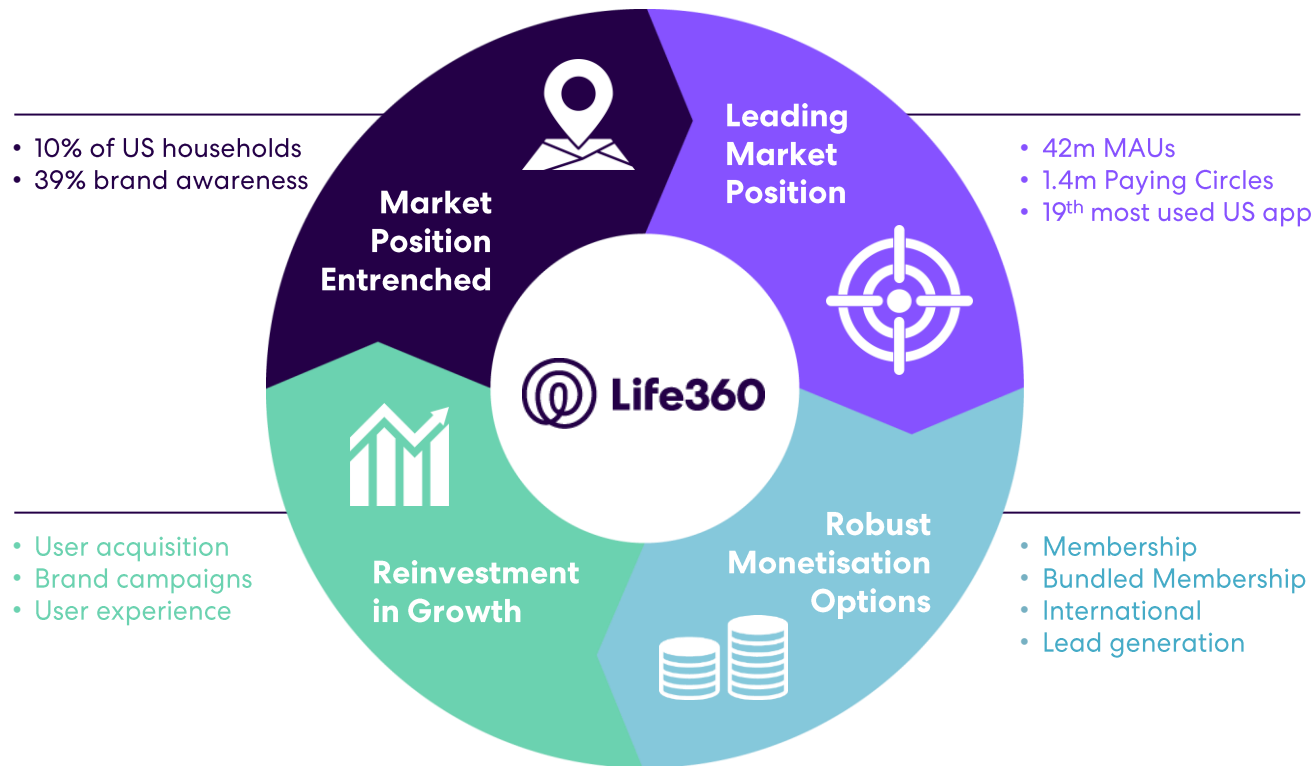 • 10% of US households
• 39% brand awareness
Market
Position
Entrenched
Leading
Market
Position
• 42m MAUs
• 1.4m Paying Circles
• 19th most used US app
Life360
• User acquisition
• Brand campaigns
• User experience
Reinvestment
in Growth
Robust
Monetisation
Options
• Membership
• Bundled Membership
• International
• Lead generation